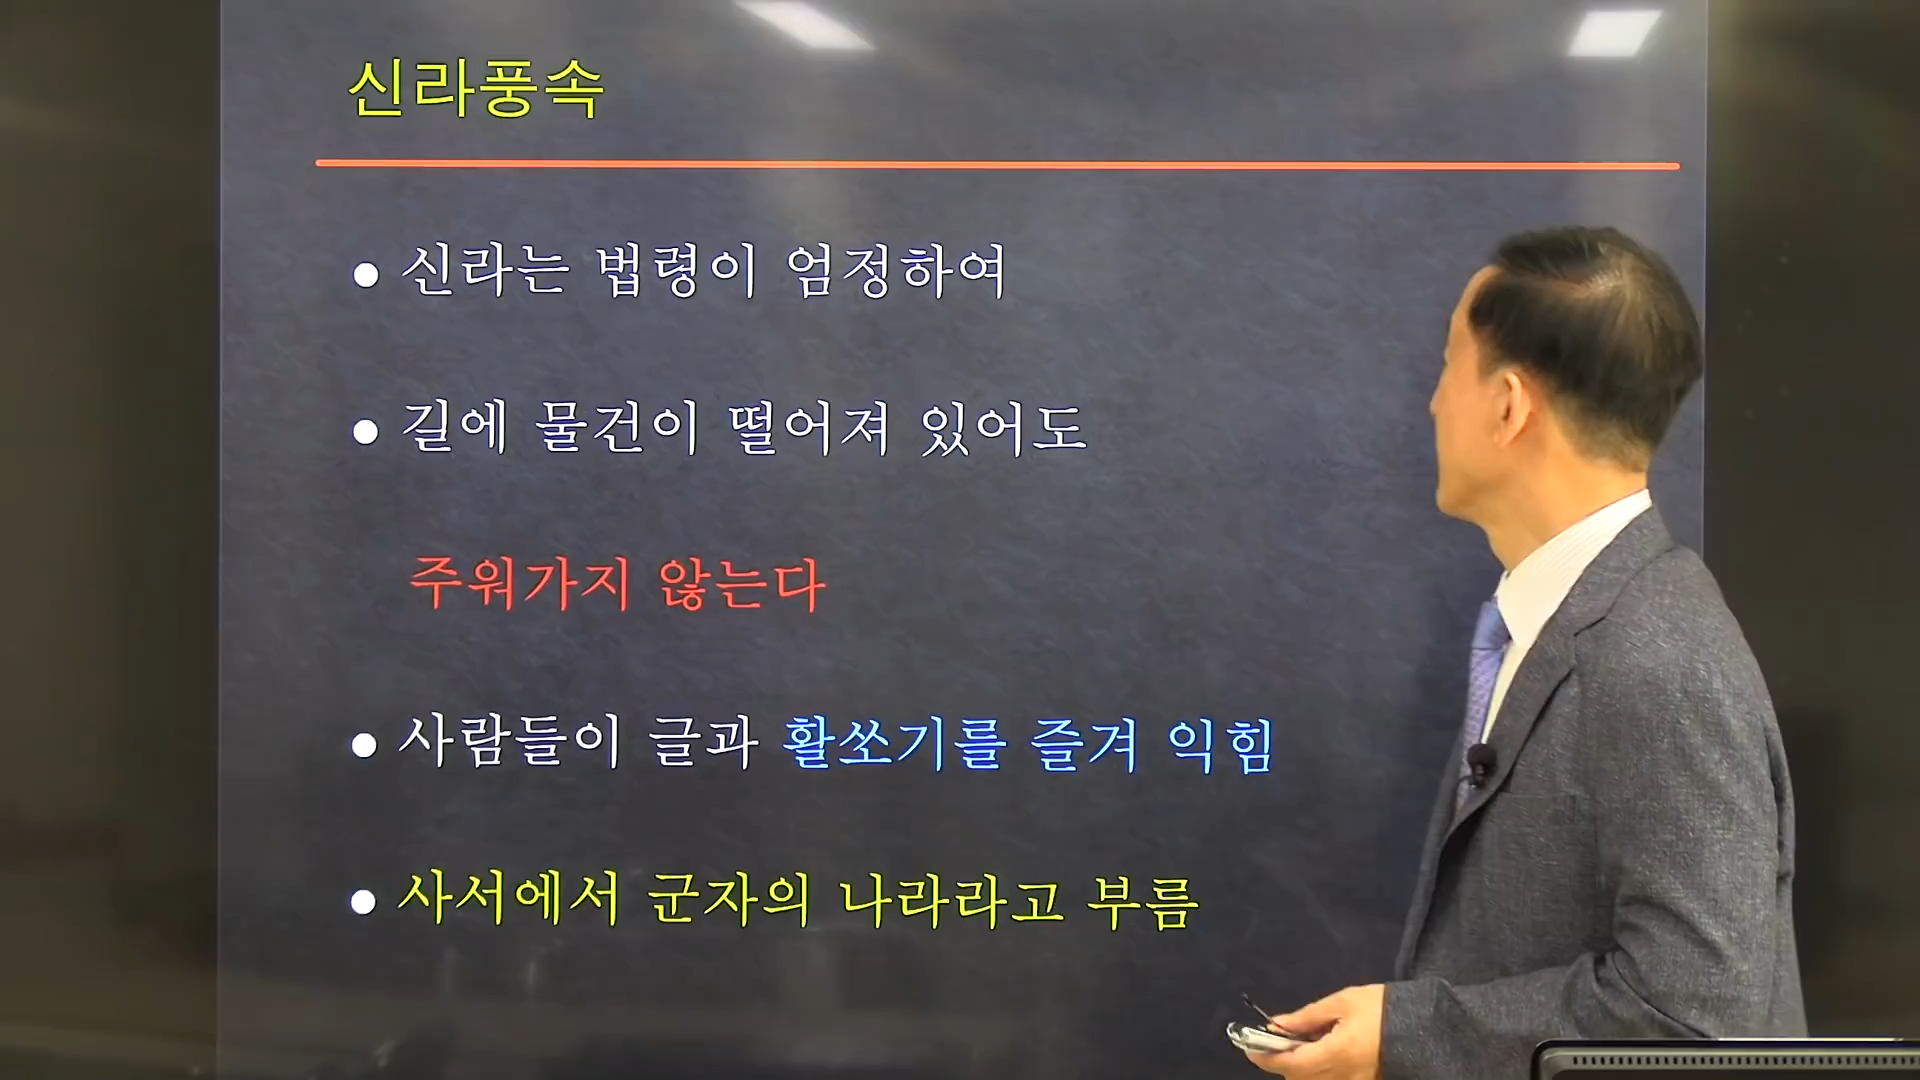 신라풍속
• 신라는 법령이 엄정하여
• 길에 물건이 떨어져 있어도
주워가지 않는다
• 사람들이 글과 활쏘기를 즐겨 익힘
• 사서에서 군자의 나라라고 부름